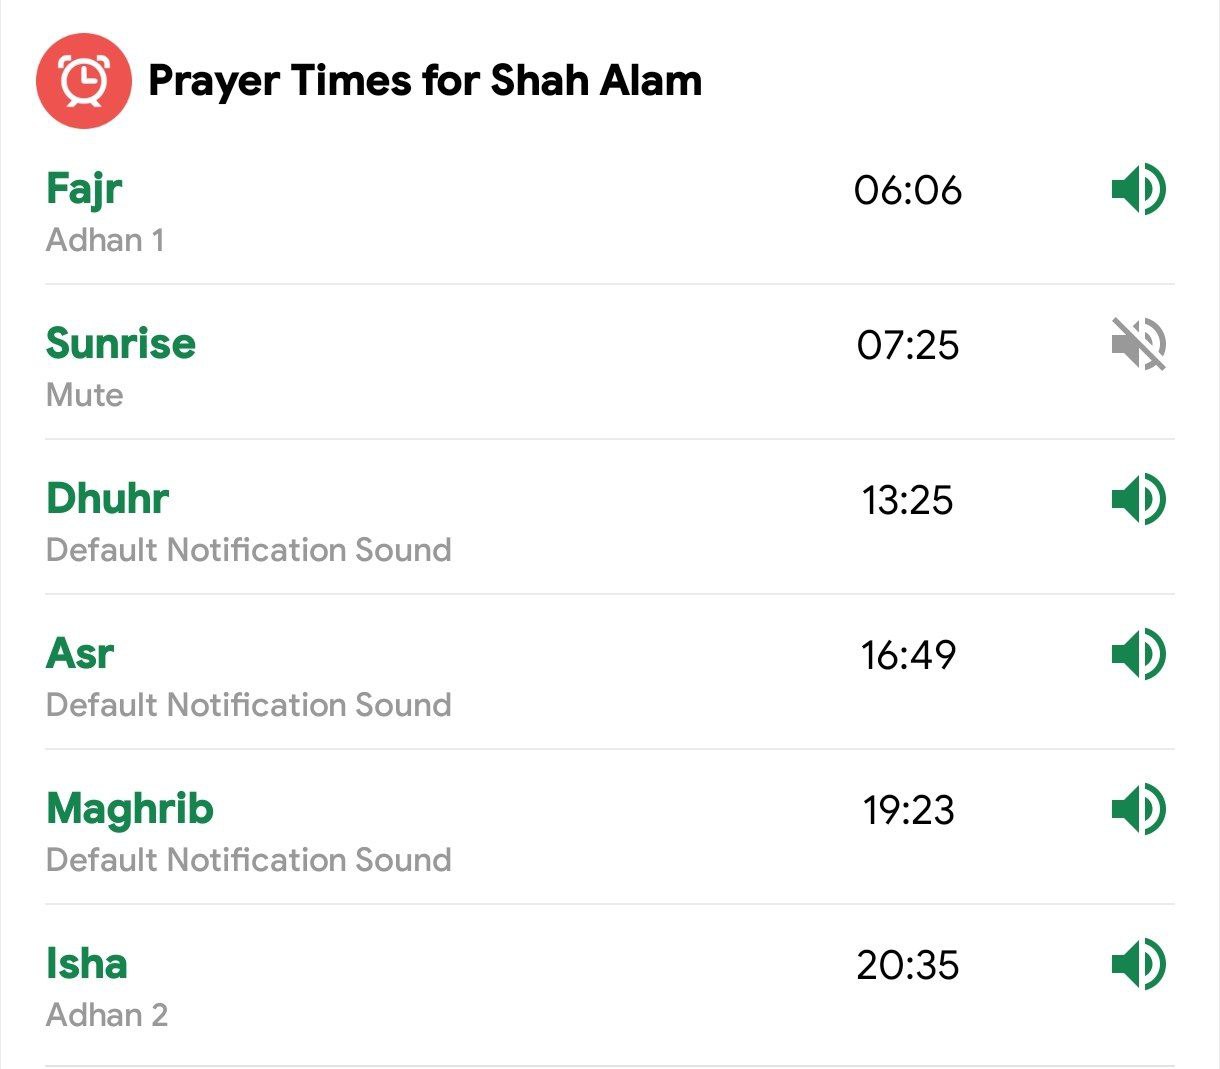 Prayer Times for Shah Alam
Fajr 06:06
Adhan 1
Sunrise 07:25
Mute
Dhuhr 13:25
Default Notification Sound
Asr 16:49
Default Notification Sound
Maghrib 19:23
Default Notification Sound
Isha 20:35
Adhan 2